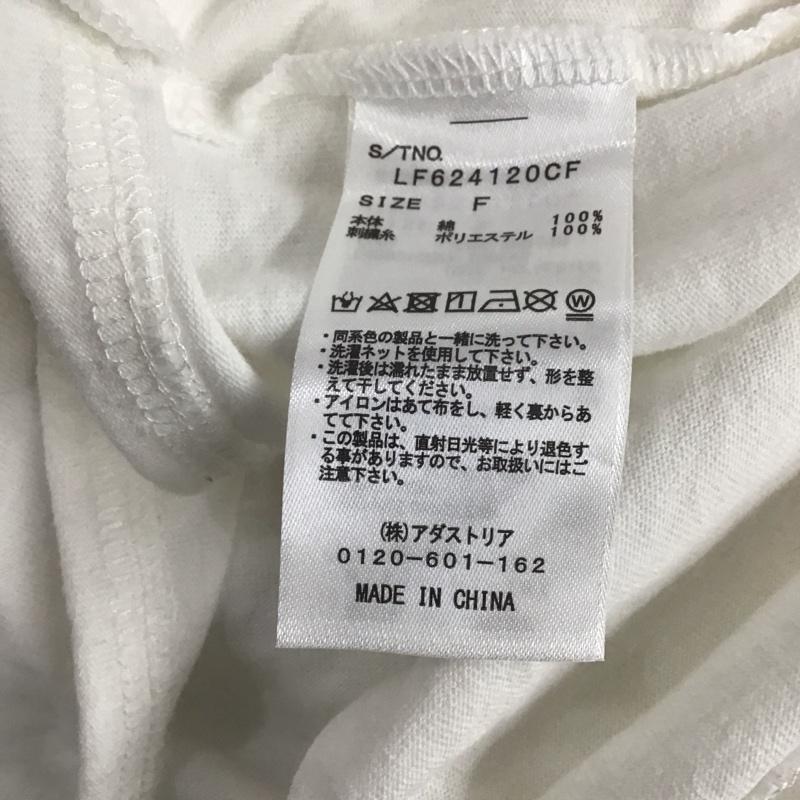 S/TNO.
LF624120CF
SIZE F
本体 綿 100%
刺繍糸 ポリエステル 100%
W
・同系色の製品と一緒に洗って下さい。
・洗濯ネットを使用して下さい。
・洗濯後は濡れたまま放置せず、形を整
えて干してください。
・アイロンはあて布をし、軽く裏からあ
てて下さい。
・この製品は、直射日光等により退色す
る事がありますので、お取扱いにはご
注意下さい。
(株)アダストリア
0120-601-162
MADE IN CHINA